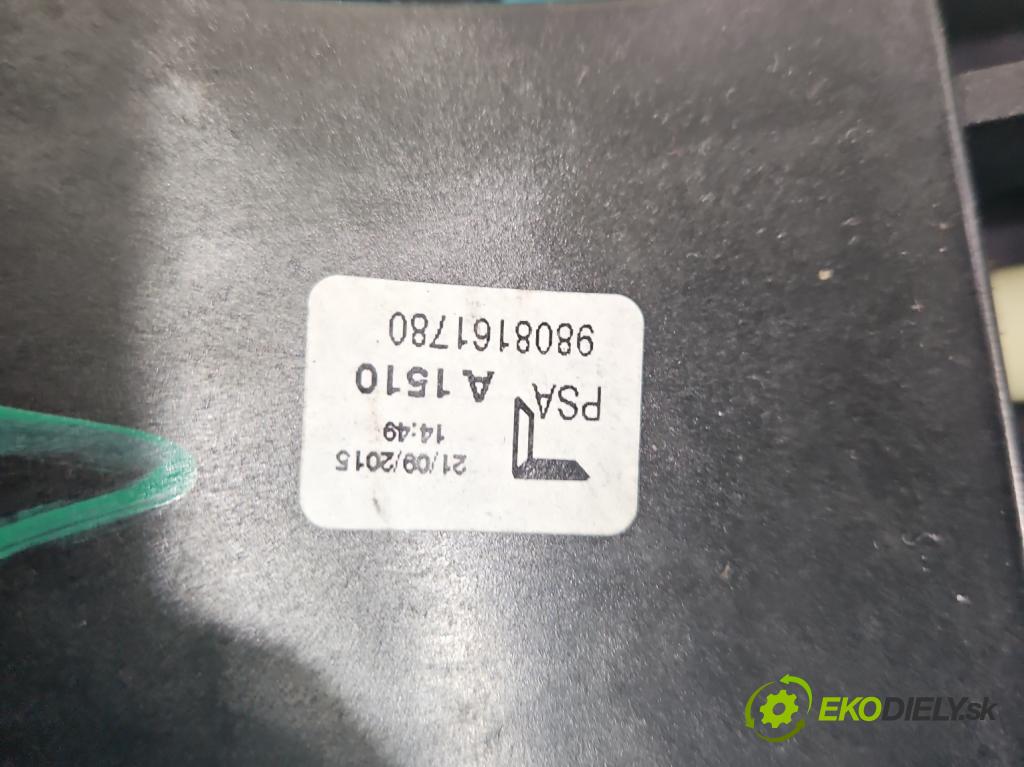 21/09/2015
14:49
PSA A 1510
9808161780
EKODIELY.sk